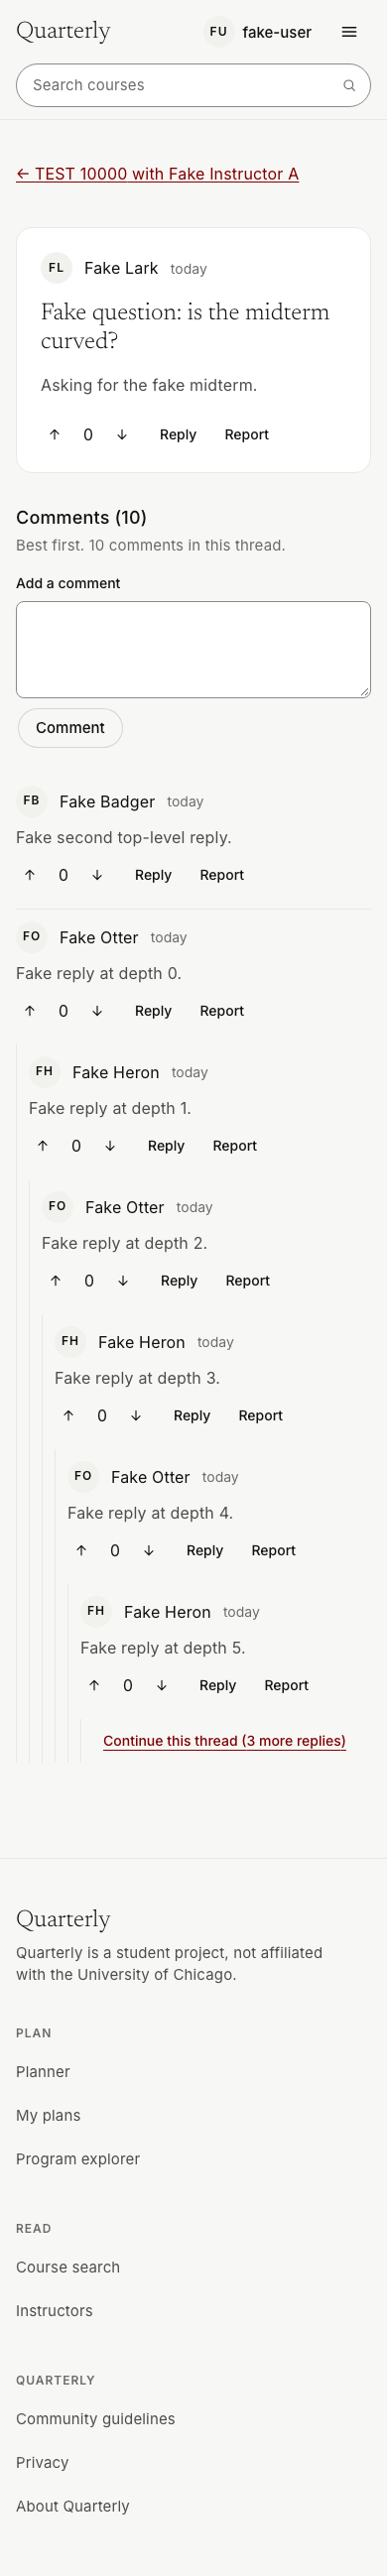 Quarterly
FU fake-user
Search courses
← TEST 10000 with Fake Instructor A
FL Fake Lark today
Fake question: is the midterm
curved?
Asking for the fake midterm.
↑ 0 ↓ Reply Report
Comments (10)
Best first. 10 comments in this thread.
Add a comment
Comment
FB Fake Badger today
Fake second top-level reply.
↑ 0 ↓ Reply Report
FO Fake Otter today
Fake reply at depth 0.
↑ 0 ↓ Reply Report
FH Fake Heron today
Fake reply at depth 1.
↑ 0 ↓ Reply Report
FO Fake Otter today
Fake reply at depth 2.
↑ 0 ↓ Reply Report
FH Fake Heron today
Fake reply at depth 3.
↑ 0 ↓ Reply Report
FO Fake Otter today
Fake reply at depth 4.
↑ 0 ↓ Reply Report
FH Fake Heron today
Fake reply at depth 5.
↑ 0 ↓ Reply Report
Continue this thread (3 more replies)
Quarterly
Quarterly is a student project, not affiliated
with the University of Chicago.
PLAN
Planner
My plans
Program explorer
READ
Course search
Instructors
QUARTERLY
Community guidelines
Privacy
About Quarterly